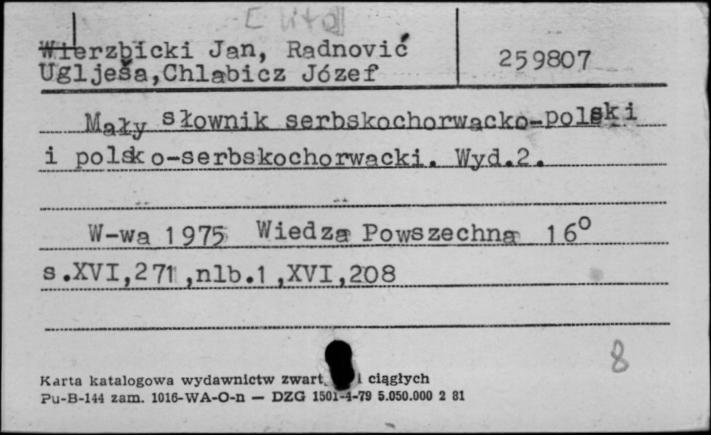 Wierzbicki Jan, Radnović
Uglješa,Chlabicz Józef
259807
Mały słownik serbskochorwacko-polski
i polsko-serbskochorwacki. Wyd.2.
W-wa 1975 Wiedza Powszechna 16°
s.XVI,271 ,nlb.1 ,XVI,208
8
Karta katalogowa wydawnictw zwart i ciągłych
Pu-B-144 zam. 1016-WA-O-n — DZG 1501-4-79 5.050.000 2 81